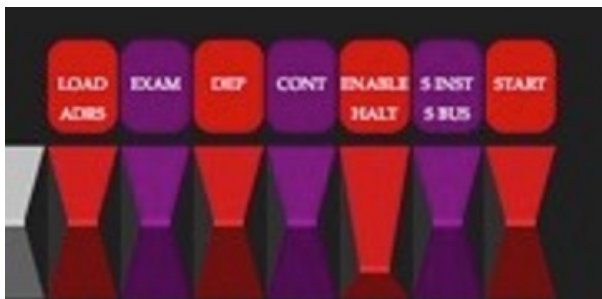 LOAD
ADRS
EXAM
DEP
CONT
ENABLE
HALT
S INST
S BUS
START